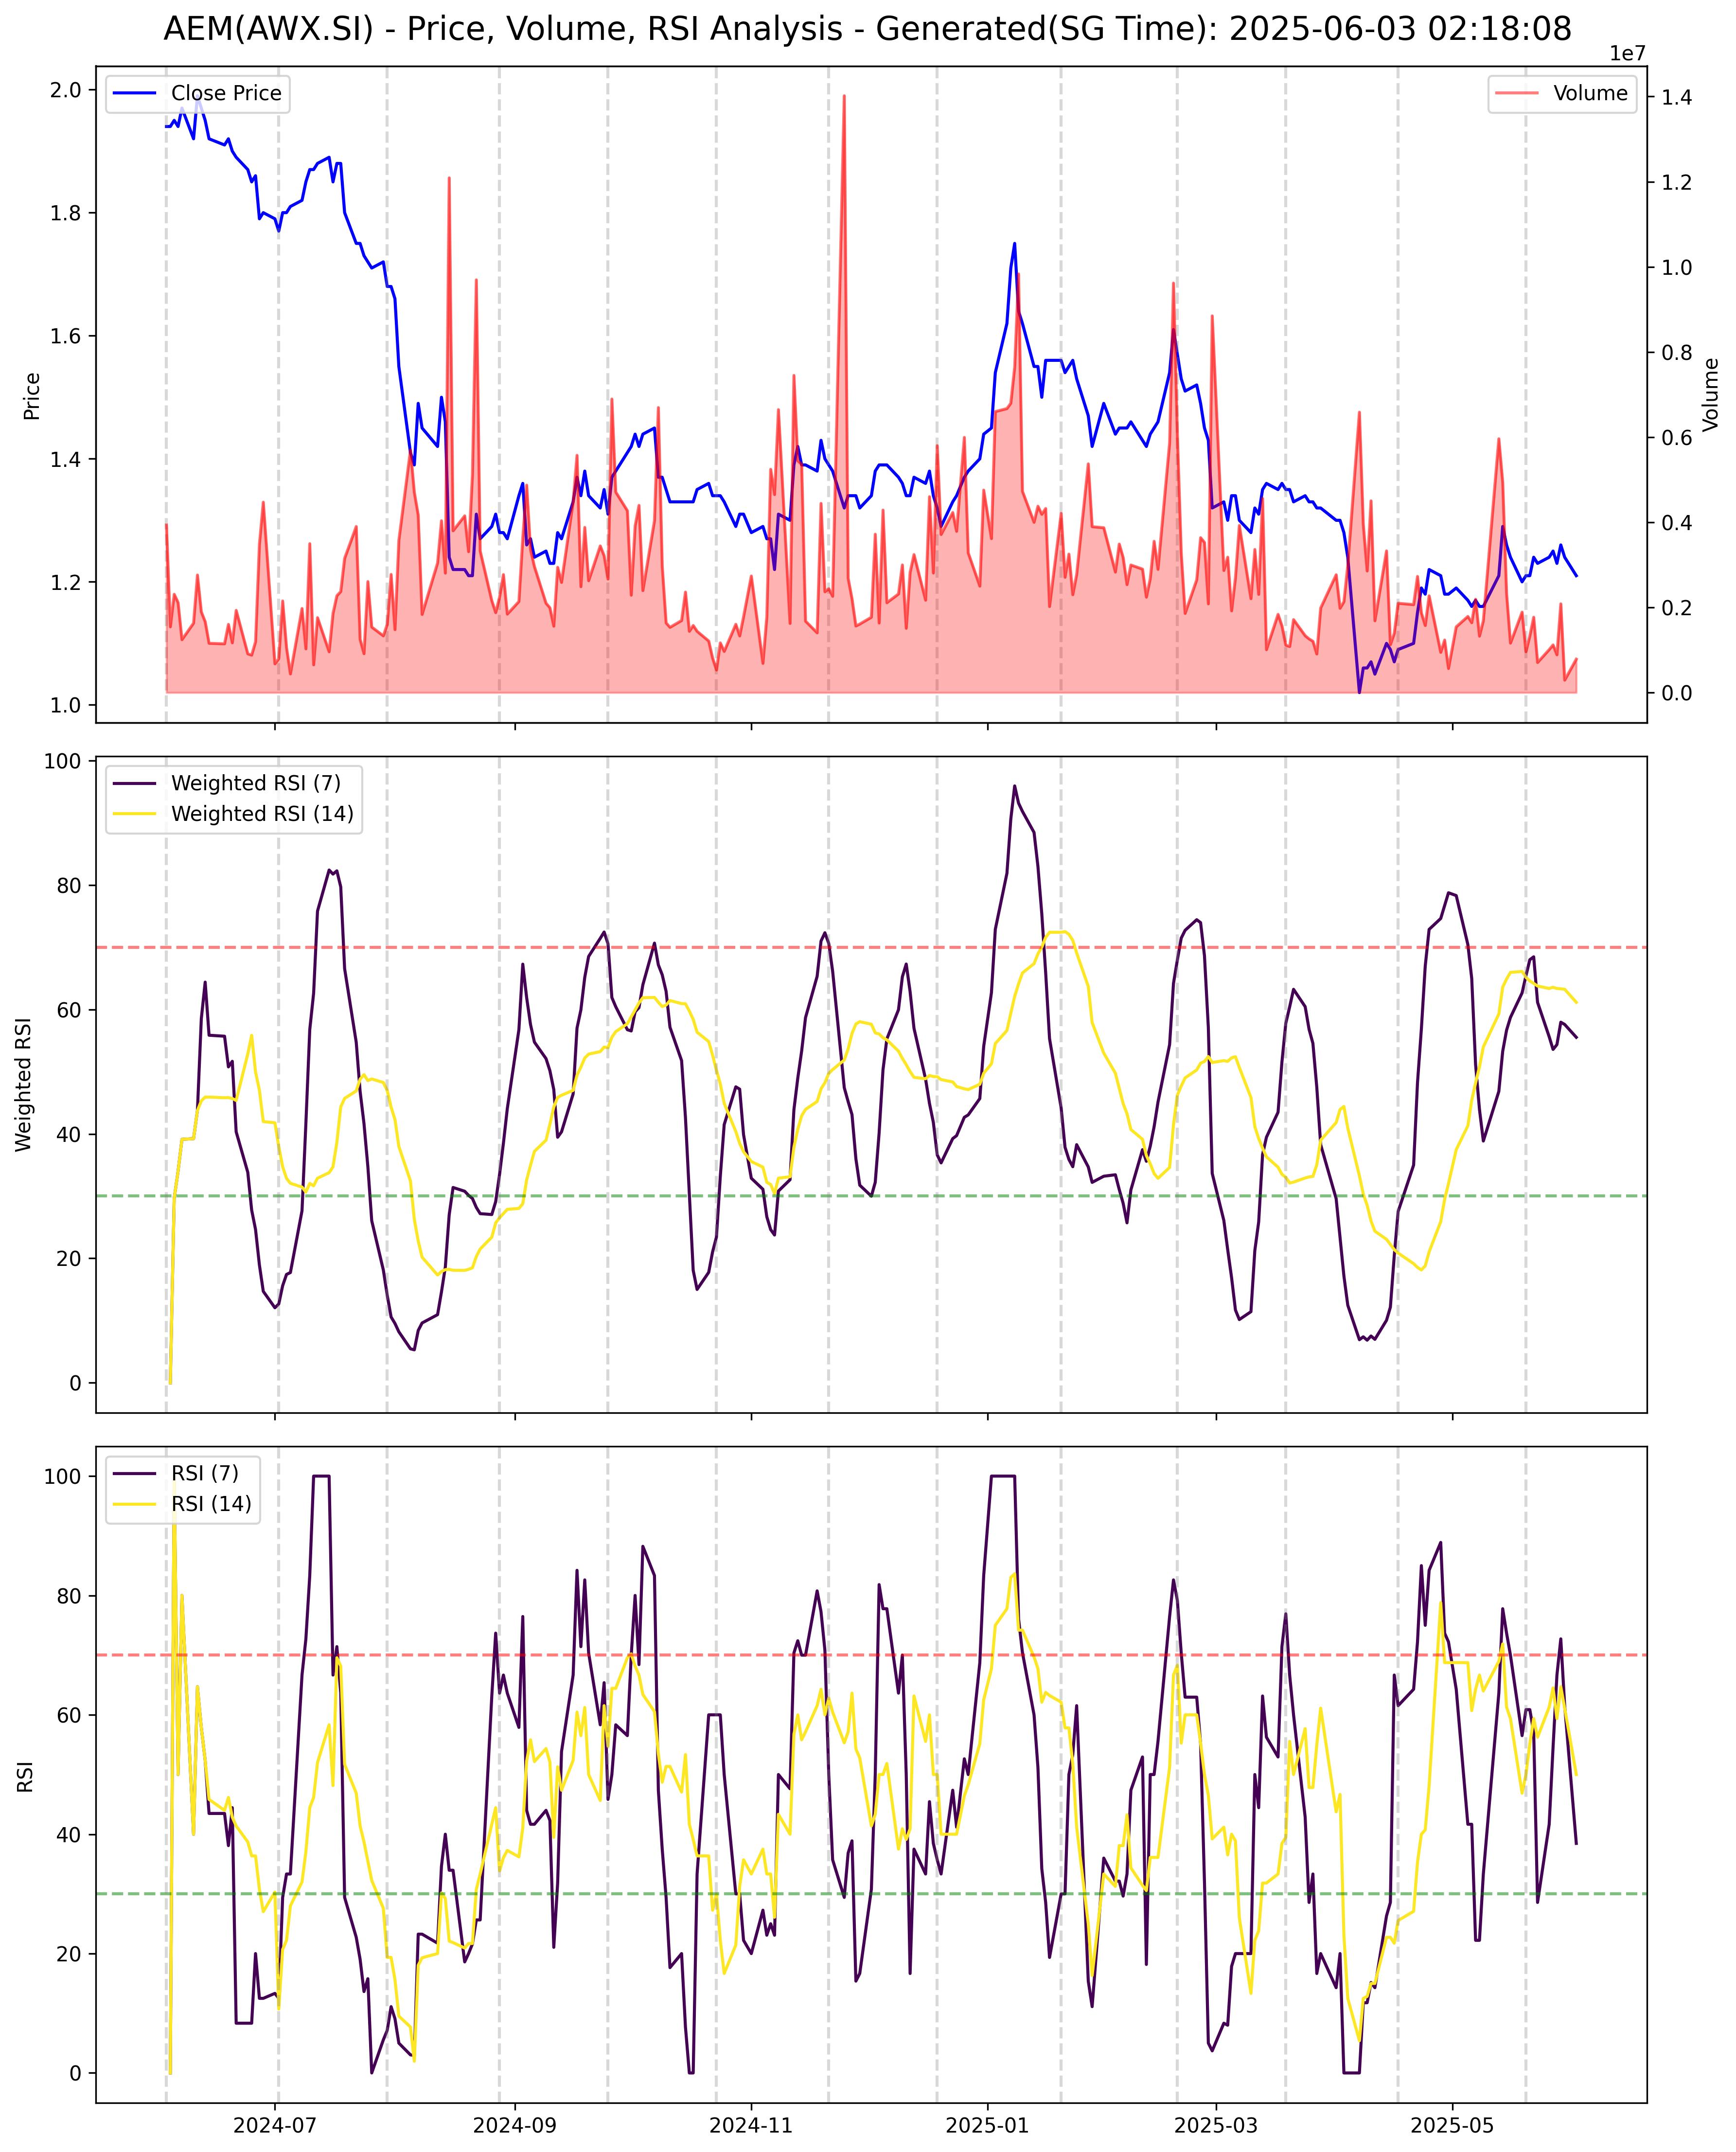 AEM(AWX.SI) - Price, Volume, RSI Analysis - Generated(SG Time): 2025-06-03 02:18:08
1e7
Close Price
Volume
2.0
1.8
1.6
1.4
1.2
1.0
Price
1.4
1.2
1.0
0.8
0.6
0.4
0.2
0.0
Volume
Weighted RSI (7)
Weighted RSI (14)
100
80
60
40
20
0
Weighted RSI
RSI (7)
RSI (14)
100
80
60
40
20
0
RSI
2024-07
2024-09
2024-11
2025-01
2025-03
2025-05